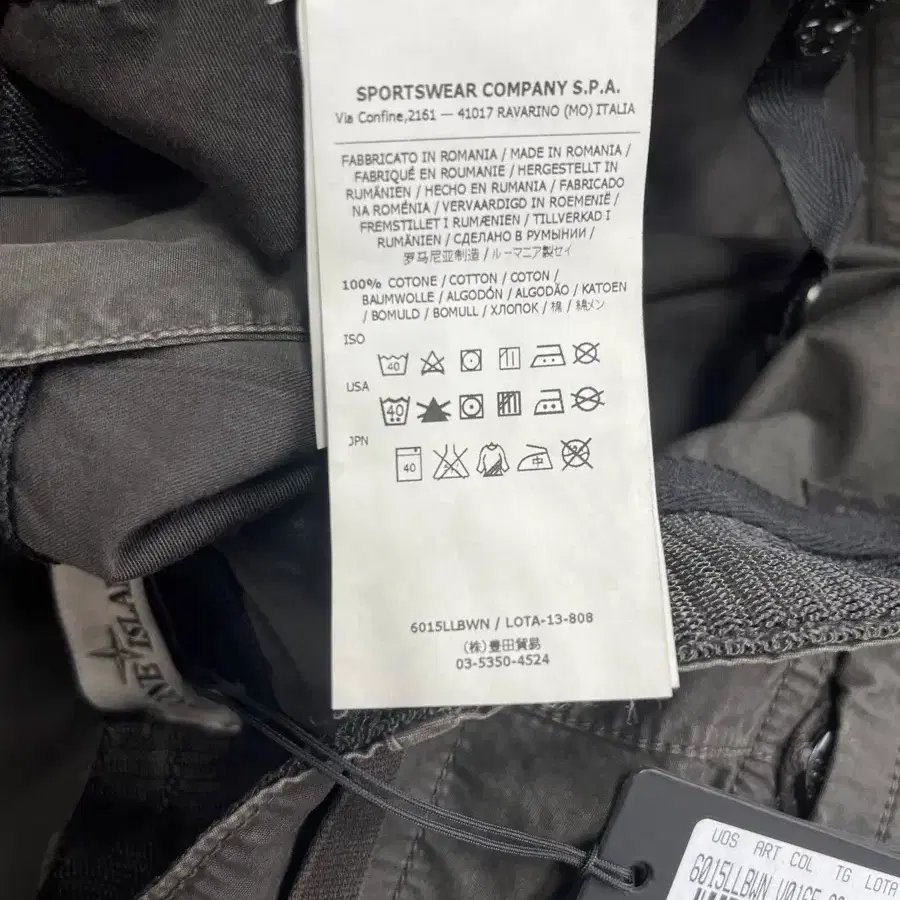 SPORTSWEAR COMPANY S.P.A.
Via Confine,2161 — 41017 RAVARINO (MO) ITALIA
FABBRICATO IN ROMANIA / MADE IN ROMANIA /
FABRIQUÉ EN ROUMANIE / HERGESTELLT IN
RUMÄNIEN / HECHO EN RUMANIA / FABRICADO
NA ROMÉNIA / VERVAARDIGD IN ROEMENIË /
FREMSTILLET I RUMÆNIEN / TILLVERKAD I
RUMÄNIEN / СДЕЛАНО В РУМЫНИИ /
罗马尼亚制造 / ルーマニア製セイ
100% COTONE / COTTON / COTON /
BAUMWOLLE / ALGODÓN / ALGODÃO / KATOEN
/ BOMULD / BOMULL / ХЛОПОК / 棉 / 綿メン
ISO
40
USA
40
JPN
40
中
6015LLBWN / LOTA-13-808
(株)豊田貿易
03-5350-4524
UOS ART.COL TG LOTA
6015LLBWN